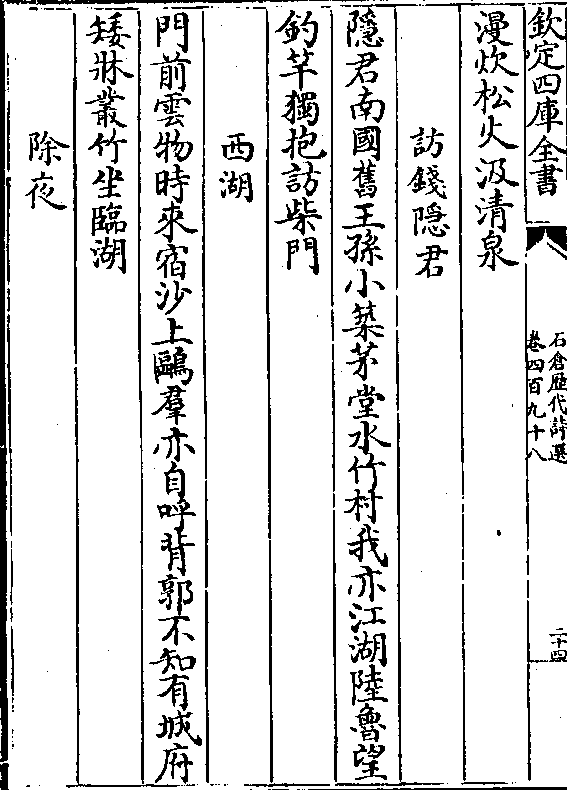 欽定四庫全書
石倉歷代詩選
卷四百九十八
二十四
漫炊松火汲清泉
訪錢隠君
隱君南國舊王孫小築茅堂水竹村我亦江湖陸魯望
釣竿獨抱訪柴門
西湖
門前雲物時來宿沙上鷗羣亦自呼背郭不知有城府
矮牀叢竹坐臨湖
除夜